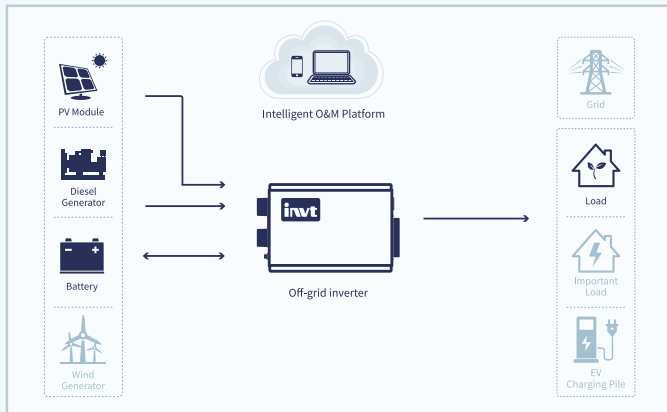 PV Module
Diesel
Generator
Battery
Wind
Generator
Intelligent O&M Platform
invt
Off-grid inverter
Grid
Load
Important
Load
EV
Charging Pile